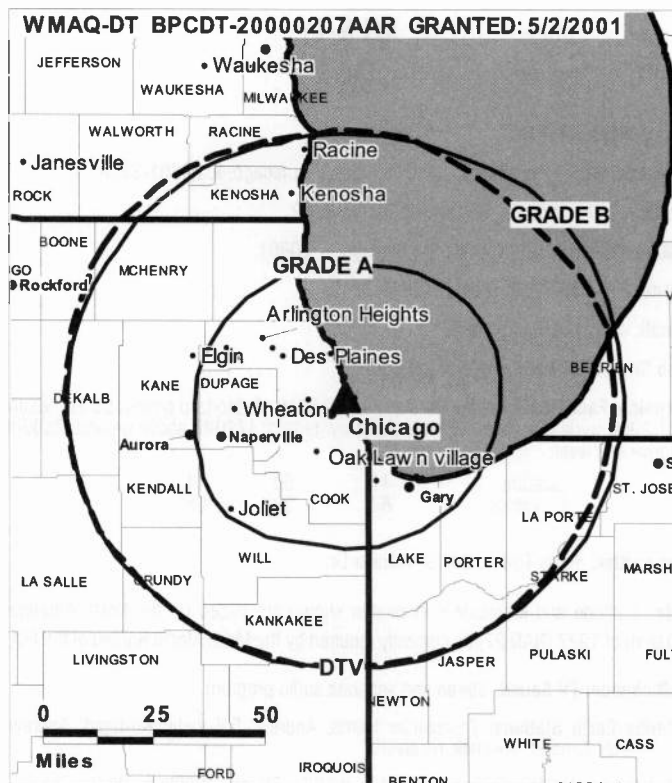 WMAQ-DT BPCDT-20000207AAR GRANTED: 5/2/2001
JEFFERSON
Waukesha
WAUKESHA
MILWAUKEE
WALWORTH
RACINE
Racine
Janesville
ROCK
KENOSHA
Kenosha
GRADE B
BOONE
MCHENRY
GRADE A
GO
Rockford
Arlington Heights
Elgin
Des Plaines
BERRIEN
KANE
DUPAGE
DEKALB
Wheaton
Chicago
Aurora
Naperville
Oak Lawn village
KENDALL
COOK
Gary
ST. JOSE
Joliet
LA PORTE
WILL
LAKE
PORTER
LA SALLE
GRUNDY
STARKE
MARSH
KANKAKEE
LIVINGSTON
DTV
JASPER
PULASKI
FUL
NEWTON
0 25 50
Miles
WHITE
CASS
FORD
IROQUOIS
BENTON